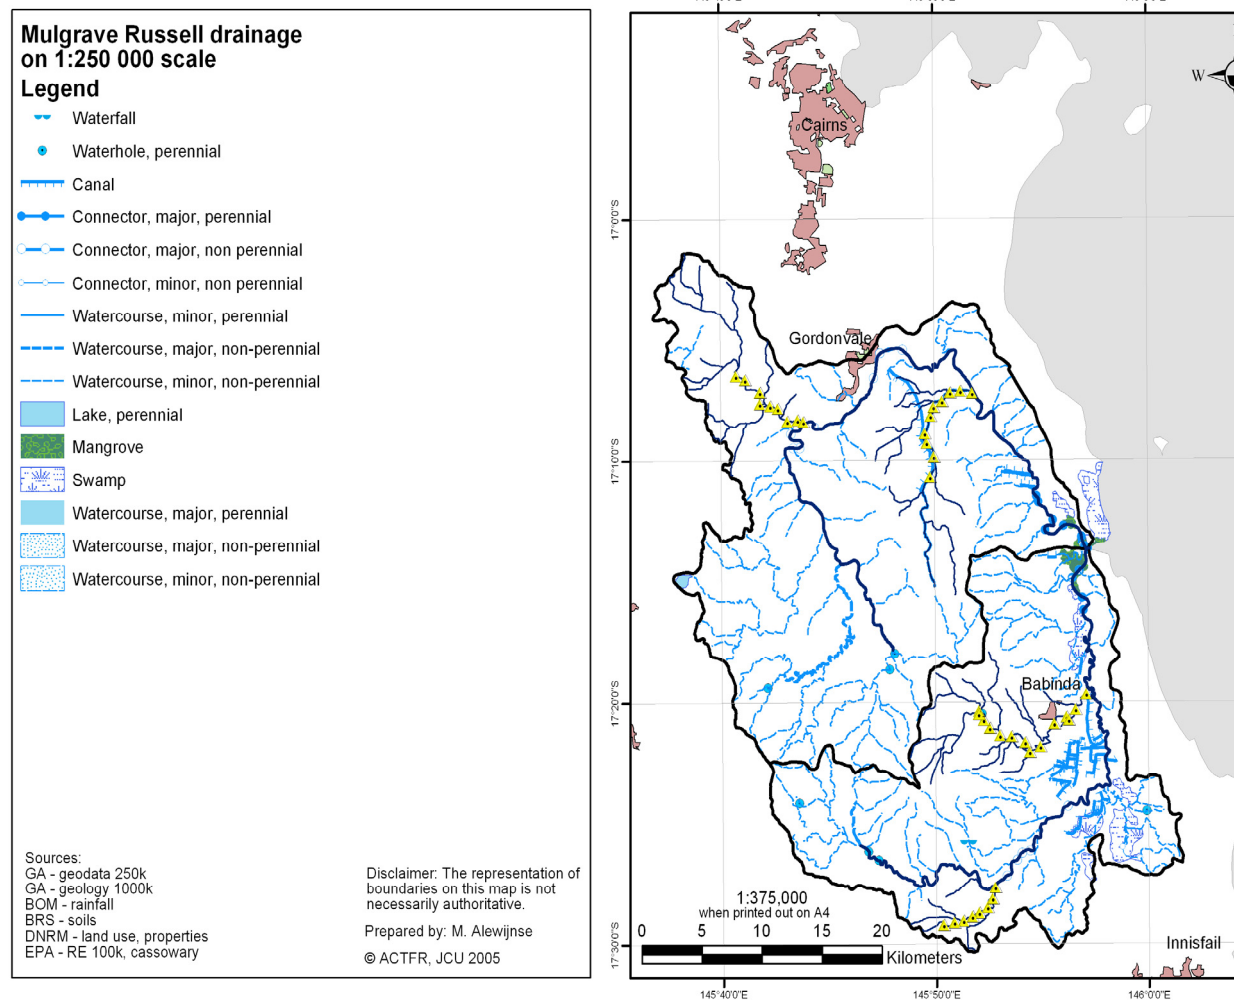 Mulgrave Russell drainage
on 1:250 000 scale
Legend
Waterfall
Waterhole, perennial
Canal
Connector, major, perennial
Connector, major, non perennial
Connector, minor, non perennial
Watercourse, minor, perennial
Watercourse, major, non-perennial
Watercourse, minor, non-perennial
Lake, perennial
Mangrove
Swamp
Watercourse, major, perennial
Watercourse, major, non-perennial
Watercourse, minor, non-perennial
Sources:
GA - geodata 250k
GA - geology 1000k
BOM - rainfall
BRS - soils
DNRM - land use, properties
EPA - RE 100k, cassowary
Disclaimer: The representation of
boundaries on this map is not
necessarily authoritative.
Prepared by: M. Alewijnse
© ACTFR, JCU 2005
W
Cairns
17°0'0"S
Gordonvale
17°10'0"S
Babinda
17°20'0"S
1:375,000
when printed out on A4
0 5 10 15 20
Kilometers
Innisfail
17°30'0"S
145°40'0"E 145°50'0"E 146°0'0"E